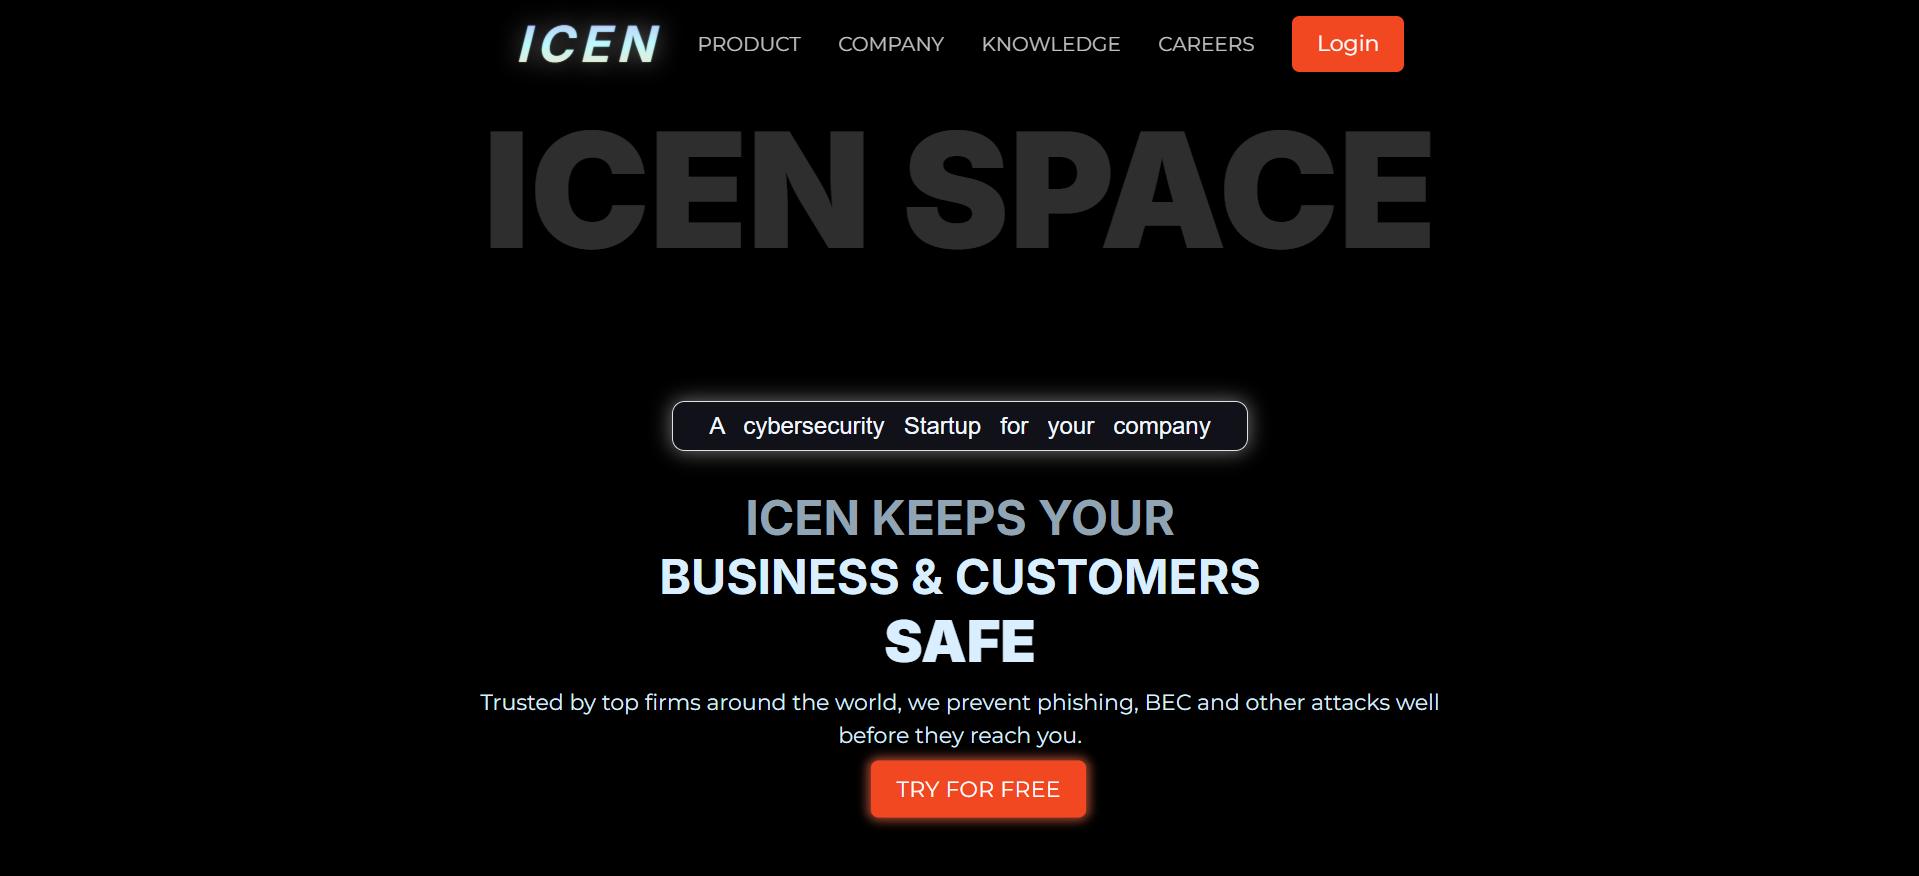 ICEN PRODUCT COMPANY KNOWLEDGE CAREERS Login
ICEN SPACE
A cybersecurity Startup for your company
ICEN KEEPS YOUR
BUSINESS & CUSTOMERS
SAFE
Trusted by top firms around the world, we prevent phishing, BEC and other attacks well
before they reach you.
TRY FOR FREE